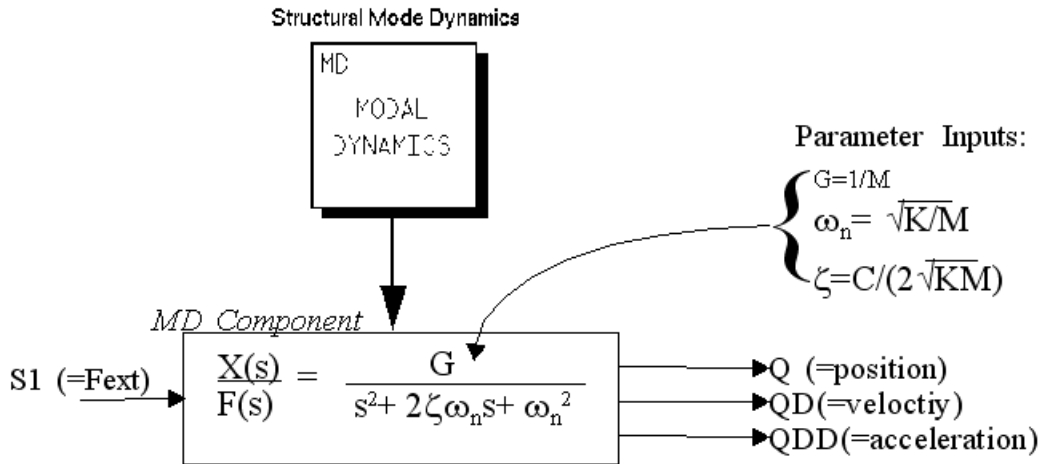 Structural Mode Dynamics
MD
MODAL
DYNAMICS
Parameter Inputs:
G=1/M
ωn= √K/M
ζ=C/(2√KM)
MD Component
S1 (=Fext)
X(s)
F(s)
=
G
s²+ 2ζωns+ ωn²
Q (=position)
QD(=veloctiy)
QDD(=acceleration)